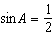 sin A = 1/2